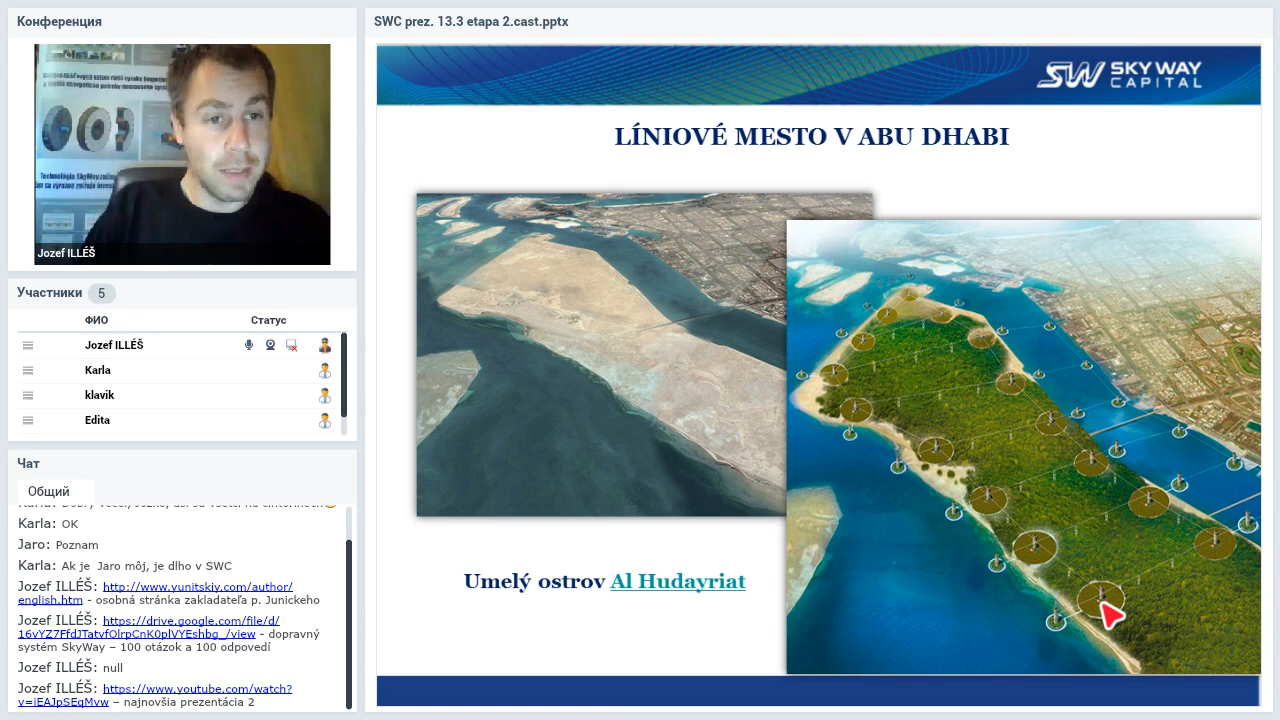 Конференция
Jozef ILLÉŠ
Участники 5
ФИО Статус
Jozef ILLÉŠ
Karla
klavik
Edita
Чат
Общий
Karla: OK
Jaro: Poznam
Karla: Ak je Jaro môj, je dlho v SWC
Jozef ILLÉŠ: http://www.yunitskiy.com/author/
english.htm - osobná stránka zakladateľa p. Junického
Jozef ILLÉŠ: https://drive.google.com/file/d/
16vYZ7FfdJTatvfOlrpCnK0plVYEshbg_/view - dopravný
systém SkyWay – 100 otázok a 100 odpovedí
Jozef ILLÉŠ: null
Jozef ILLÉŠ: https://www.youtube.com/watch?
v=iEAJpSEqMvw – najnovšia prezentácia 2
SWC prez. 13.3 etapa 2.cast.pptx
SW SKY WAY
CAPITAL
LÍNIOVÉ MESTO V ABU DHABI
Umelý ostrov Al Hudayriat